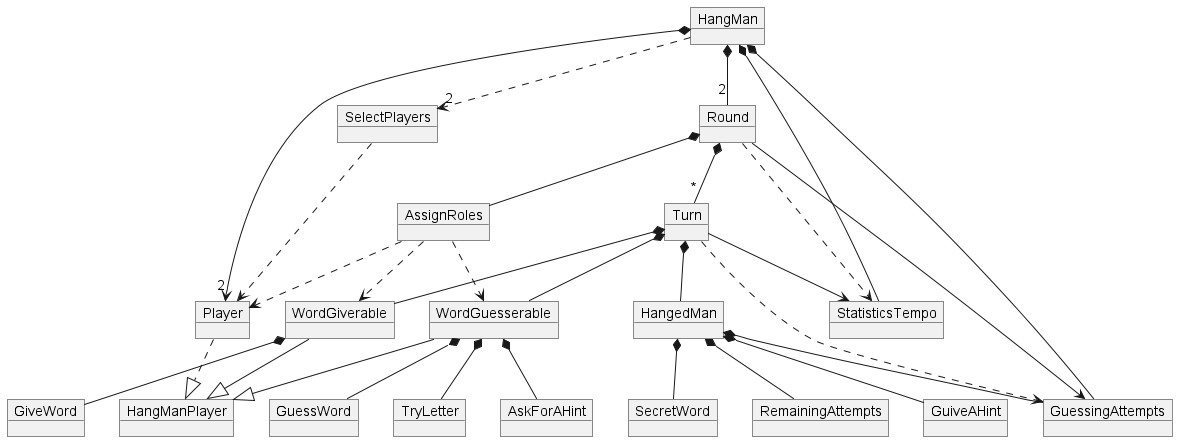 HangMan
2
2
SelectPlayers
Round
*
AssignRoles
Turn
2
Player
WordGiverable
WordGuesserable
HangedMan
StatisticsTempo
GiveWord
HangManPlayer
GuessWord
TryLetter
AskForAHint
SecretWord
RemainingAttempts
GuiveAHint
GuessingAttempts